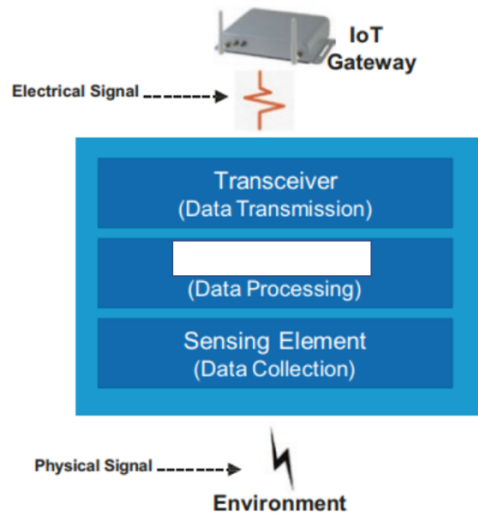 IoT
Gateway
Electrical Signal
Transceiver
(Data Transmission)
(Data Processing)
Sensing Element
(Data Collection)
Physical Signal
Environment